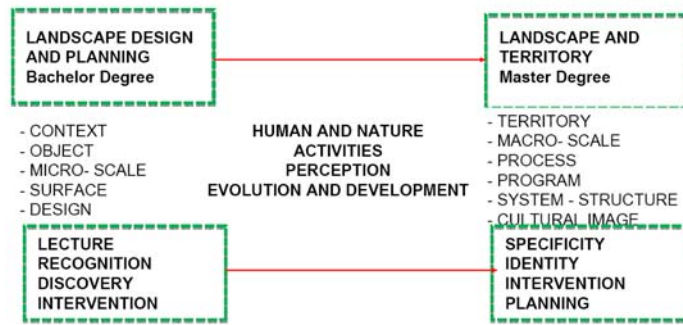 LANDSCAPE DESIGN
AND PLANNING
Bachelor Degree
LANDSCAPE AND
TERRITORY
Master Degree
- CONTEXT
- OBJECT
- MICRO- SCALE
- SURFACE
- DESIGN
HUMAN AND NATURE
ACTIVITIES
PERCEPTION
EVOLUTION AND DEVELOPMENT
- TERRITORY
- MACRO- SCALE
- PROCESS
- PROGRAM
- SYSTEM - STRUCTURE
- CULTURAL IMAGE
LECTURE
RECOGNITION
DISCOVERY
INTERVENTION
SPECIFICITY
IDENTITY
INTERVENTION
PLANNING